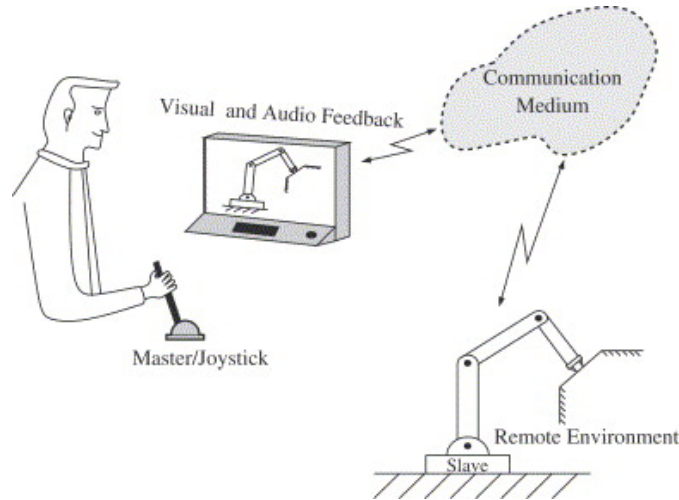 Communication
Medium
Visual and Audio Feedback
Master/Joystick
Remote Environment
Slave